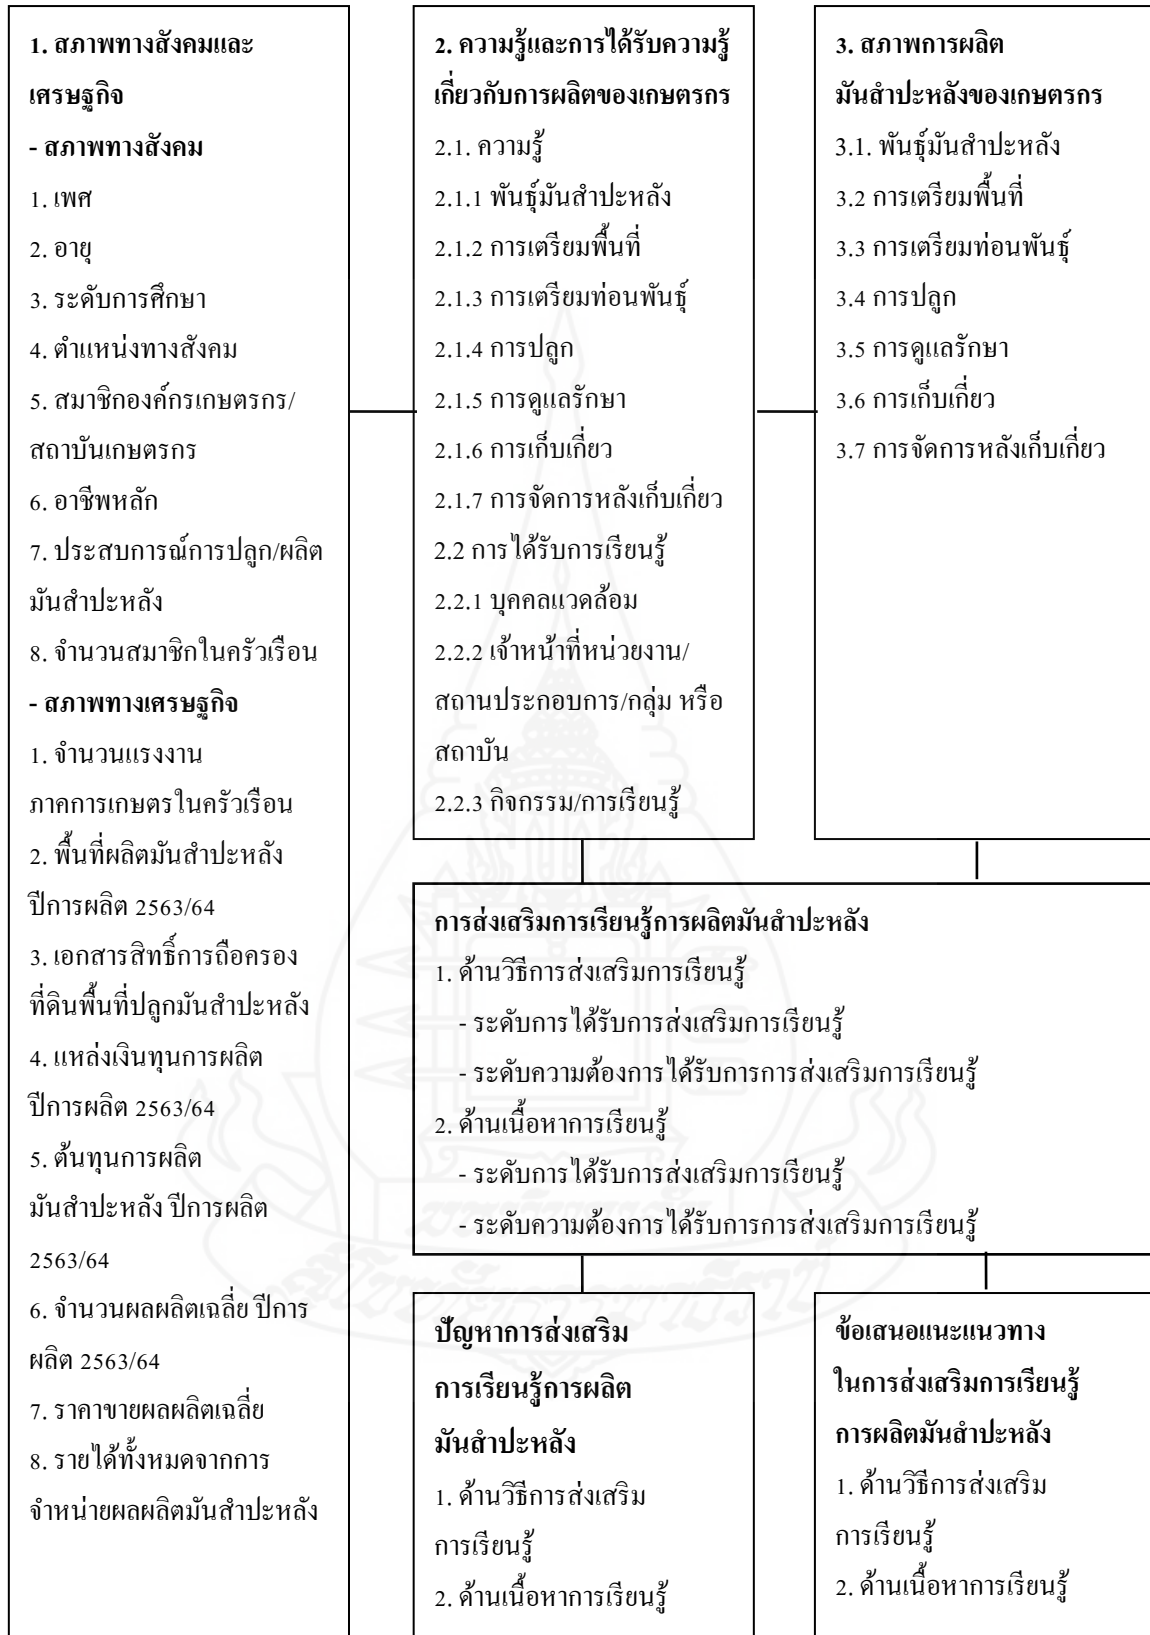 1. สภาพทางสังคมและ
เศรษฐกิจ
- สภาพทางสังคม
1. เพศ
2. อายุ
3. ระดับการศึกษา
4. ตำแหน่งทางสังคม
5. สมาชิกองค์กรเกษตรกร/
สถาบันเกษตรกร
6. อาชีพหลัก
7. ประสบการณ์การปลูก/ผลิต
มันสำปะหลัง
8. จำนวนสมาชิกในครัวเรือน
- สภาพทางเศรษฐกิจ
1. จำนวนแรงงาน
ภาคการเกษตรในครัวเรือน
2. พื้นที่ผลิตมันสำปะหลัง
ปีการผลิต 2563/64
3. เอกสารสิทธิ์การถือครอง
ที่ดินพื้นที่ปลูกมันสำปะหลัง
4. แหล่งเงินทุนการผลิต
ปีการผลิต 2563/64
5. ต้นทุนการผลิต
มันสำปะหลัง ปีการผลิต
2563/64
6. จำนวนผลผลิตเฉลี่ย ปีการ
ผลิต 2563/64
7. ราคาขายผลผลิตเฉลี่ย
8. รายได้ทั้งหมดจากการ
จำหน่ายผลผลิตมันสำปะหลัง
2. ความรู้และการได้รับความรู้
เกี่ยวกับการผลิตของเกษตรกร
2.1. ความรู้
2.1.1 พันธุ์มันสำปะหลัง
2.1.2 การเตรียมพื้นที่
2.1.3 การเตรียมท่อนพันธุ์
2.1.4 การปลูก
2.1.5 การดูแลรักษา
2.1.6 การเก็บเกี่ยว
2.1.7 การจัดการหลังเก็บเกี่ยว
2.2 การได้รับการเรียนรู้
2.2.1 บุคคลแวดล้อม
2.2.2 เจ้าหน้าที่หน่วยงาน/
สถานประกอบการ/กลุ่ม หรือ
สถาบัน
2.2.3 กิจกรรม/การเรียนรู้
3. สภาพการผลิต
มันสำปะหลังของเกษตรกร
3.1. พันธุ์มันสำปะหลัง
3.2 การเตรียมพื้นที่
3.3 การเตรียมท่อนพันธุ์
3.4 การปลูก
3.5 การดูแลรักษา
3.6 การเก็บเกี่ยว
3.7 การจัดการหลังเก็บเกี่ยว
การส่งเสริมการเรียนรู้การผลิตมันสำปะหลัง
1. ด้านวิธีการส่งเสริมการเรียนรู้
- ระดับการได้รับการส่งเสริมการเรียนรู้
- ระดับความต้องการได้รับการการส่งเสริมการเรียนรู้
2. ด้านเนื้อหาการเรียนรู้
- ระดับการได้รับการส่งเสริมการเรียนรู้
- ระดับความต้องการได้รับการการส่งเสริมการเรียนรู้
ปัญหาการส่งเสริม
การเรียนรู้การผลิต
มันสำปะหลัง
1. ด้านวิธีการส่งเสริม
การเรียนรู้
2. ด้านเนื้อหาการเรียนรู้
ข้อเสนอแนะแนวทาง
ในการส่งเสริมการเรียนรู้
การผลิตมันสำปะหลัง
1. ด้านวิธีการส่งเสริม
การเรียนรู้
2. ด้านเนื้อหาการเรียนรู้
มหาวิทยาลัย
สุโขทัยธรรมาธิราช